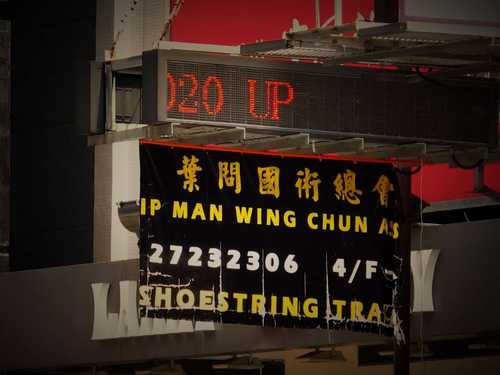 020 UP
葉問國術總會
IP MAN WING CHUN AS
27232306 4/F
SHOESTRING TRA